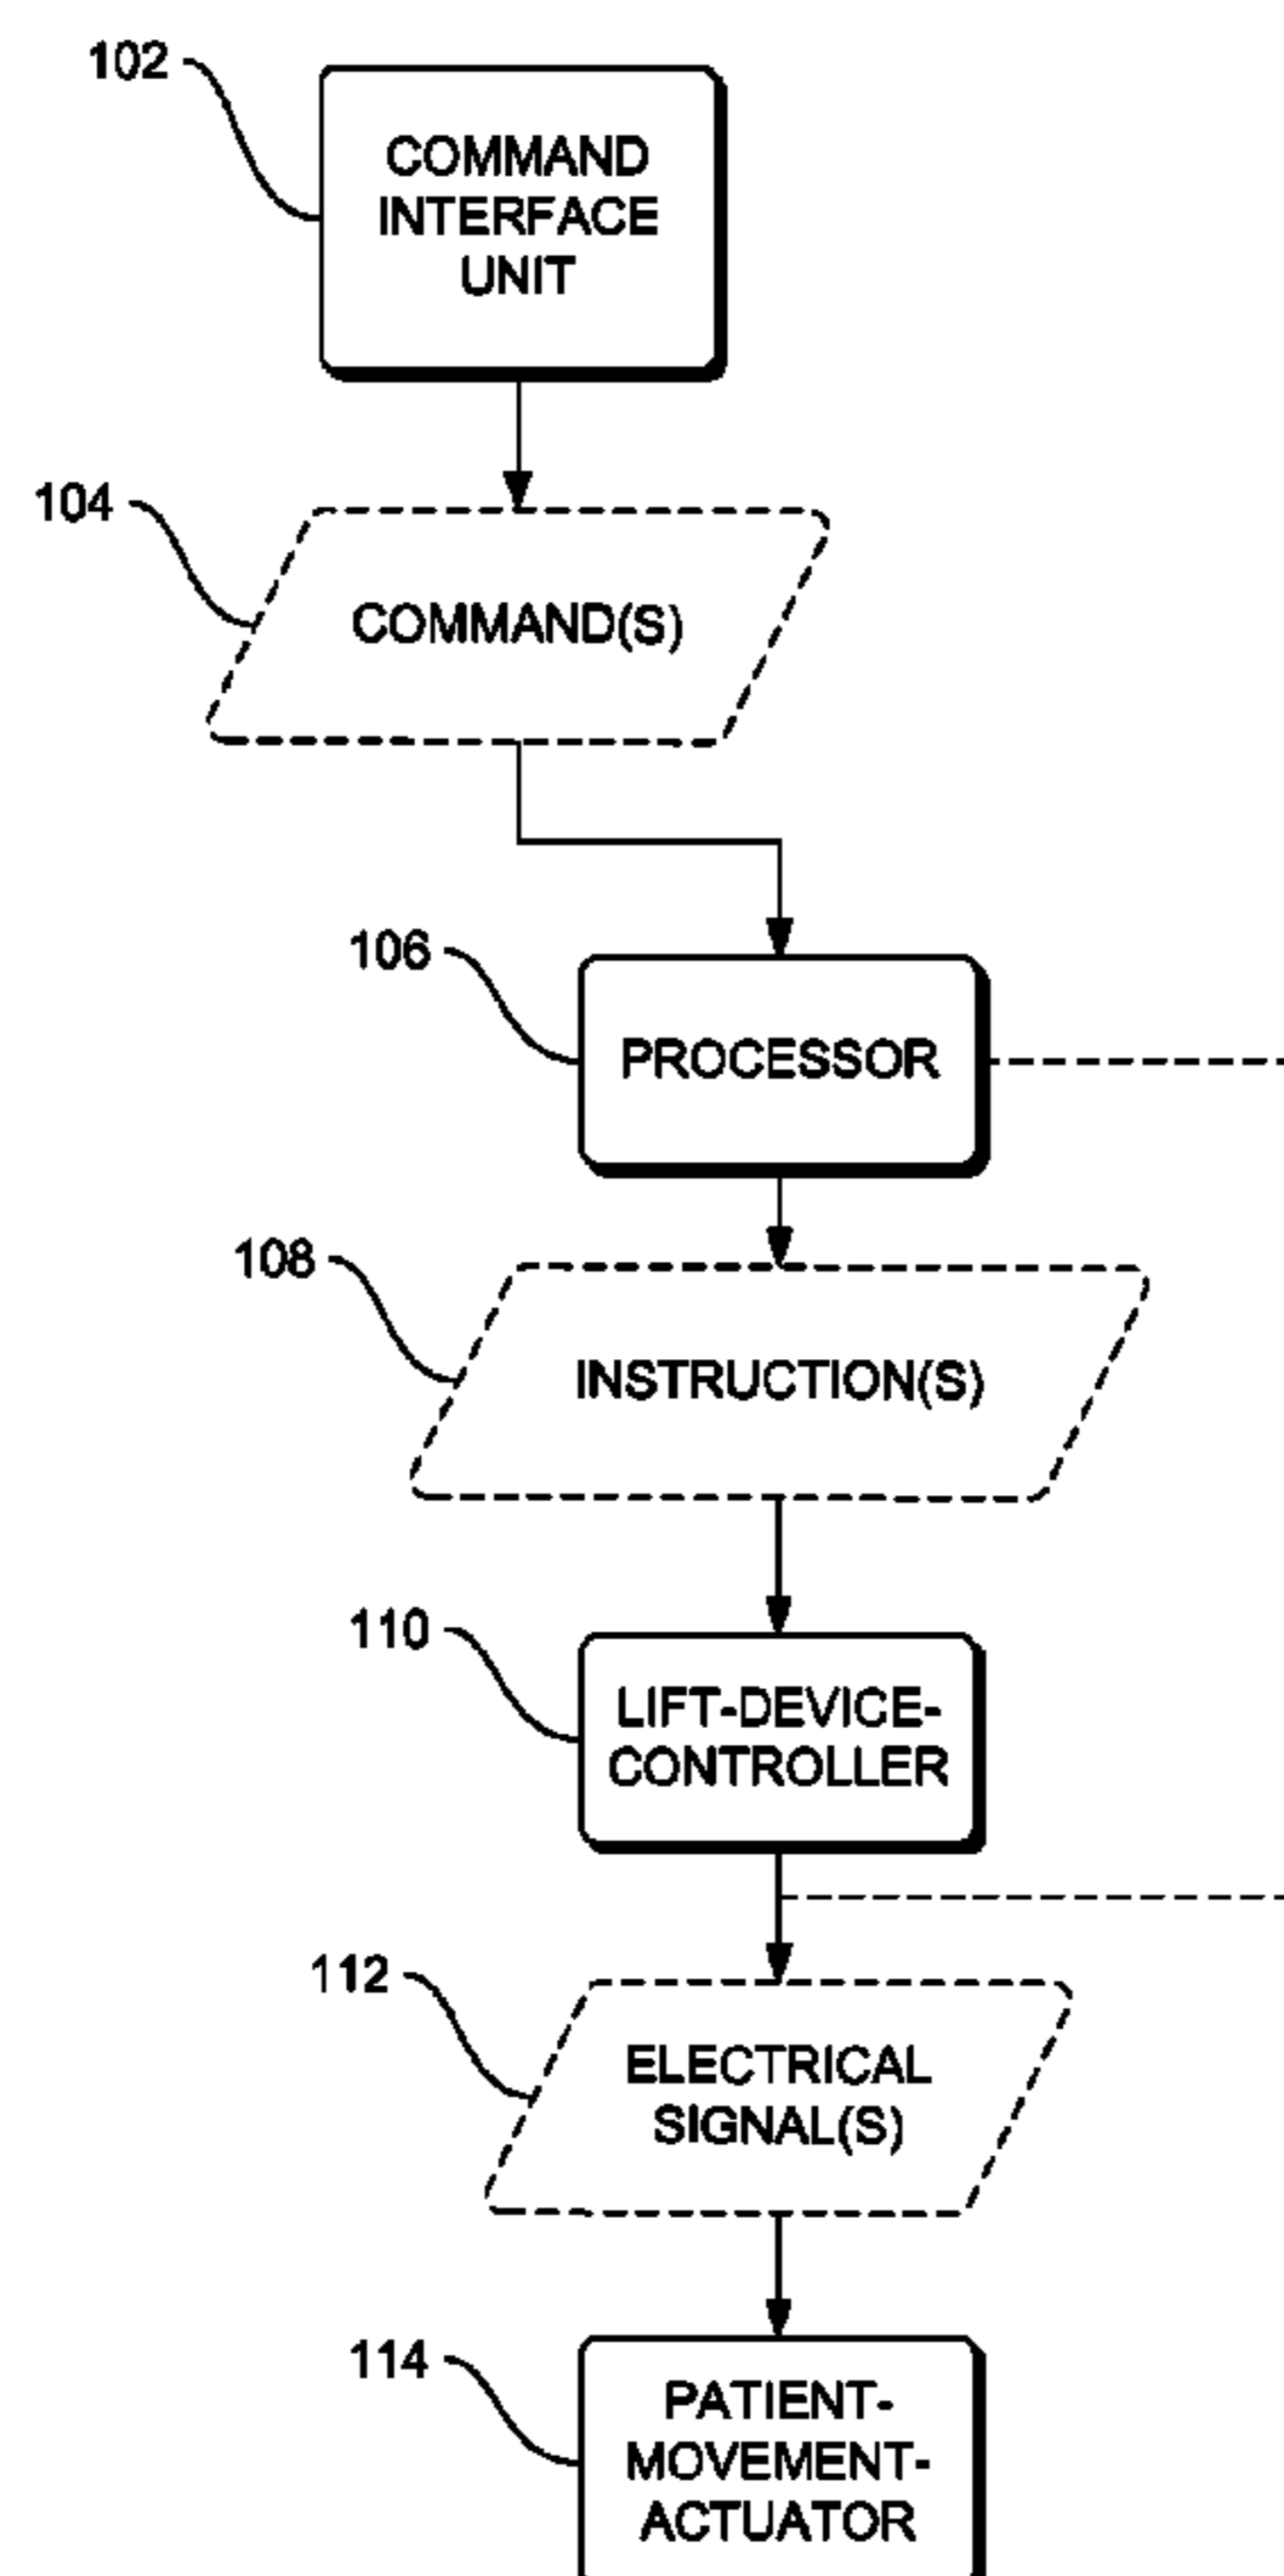 102
COMMAND
INTERFACE
UNIT
104
COMMAND(S)
106
PROCESSOR
108
INSTRUCTION(S)
110
LIFT-DEVICE-
CONTROLLER
112
ELECTRICAL
SIGNAL(S)
114
PATIENT-
MOVEMENT-
ACTUATOR